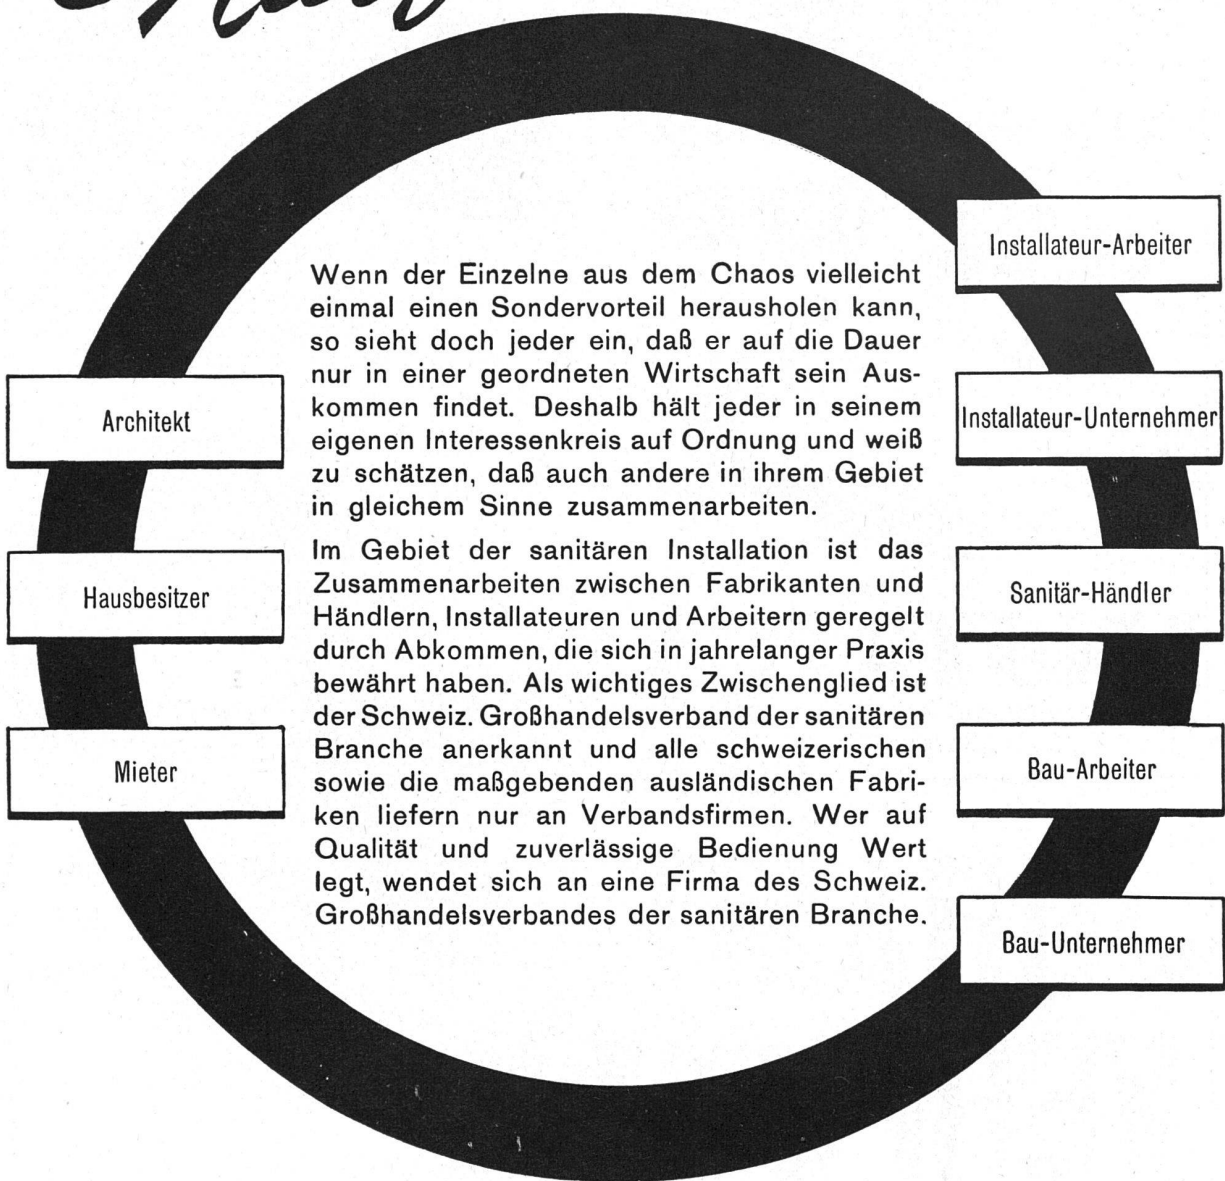 Architekt
Hausbesitzer
Mieter
Wenn der Einzelne aus dem Chaos vielleicht
einmal einen Sondervorteil herausholen kann,
so sieht doch jeder ein, daß er auf die Dauer
nur in einer geordneten Wirtschaft sein Aus-
kommen findet. Deshalb hält jeder in seinem
eigenen Interessenkreis auf Ordnung und weiß
zu schätzen, daß auch andere in ihrem Gebiet
in gleichem Sinne zusammenarbeiten.
Im Gebiet der sanitären Installation ist das
Zusammenarbeiten zwischen Fabrikanten und
Händlern, Installateuren und Arbeitern geregelt
durch Abkommen, die sich in jahrelanger Praxis
bewährt haben. Als wichtiges Zwischenglied ist
der Schweiz. Großhandelsverband der sanitären
Branche anerkannt und alle schweizerischen
sowie die maßgebenden ausländischen Fabri-
ken liefern nur an Verbandsfirmen. Wer auf
Qualität und zuverlässige Bedienung Wert
legt, wendet sich an eine Firma des Schweiz.
Großhandelsverbandes der sanitären Branche.
Installateur-Arbeiter
Installateur-Unternehmer
Sanitär-Händler
Bau-Arbeiter
Bau-Unternehmer